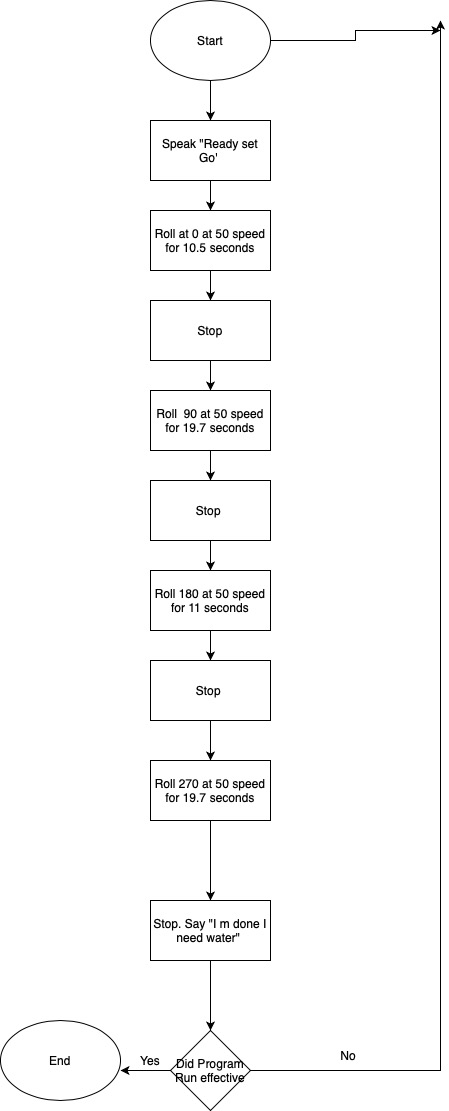 Start
Speak "Ready set
Go'
Roll at 0 at 50 speed
for 10.5 seconds
Stop
Roll  90 at 50 speed
for 19.7 seconds
Stop
Roll 180 at 50 speed
for 11 seconds
Stop
Roll 270 at 50 speed
for 19.7 seconds
Stop. Say "I m done I
need water"
End
Yes
Did Program
Run effective
No